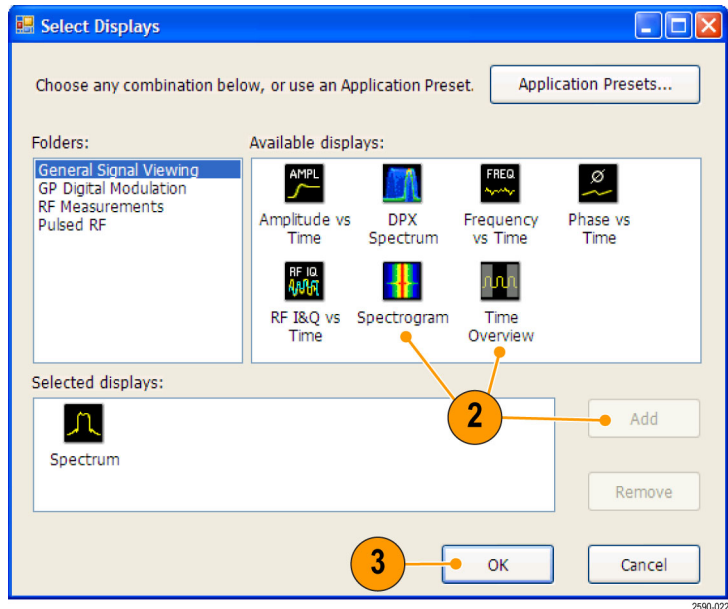 Select Displays
Choose any combination below, or use an Application Preset.
Application Presets...
Folders:
General Signal Viewing
GP Digital Modulation
RF Measurements
Pulsed RF
Available displays:
AMPL
Amplitude vs
Time
DPX
Spectrum
FREQ
Frequency
vs Time
Ø
Phase vs
Time
RF IQ
RF I&Q vs
Time
Spectrogram
Time
Overview
Selected displays:
Spectrum
2
Add
Remove
3
OK
Cancel
2590-022